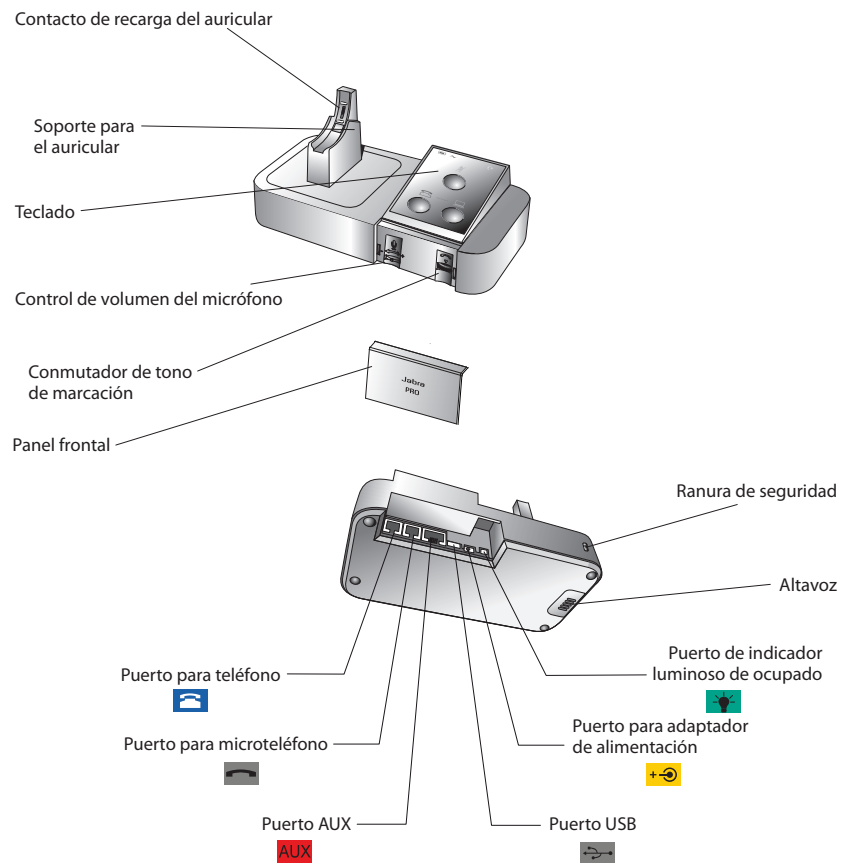 Contacto de recarga del auricular
Soporte para
el auricular
Teclado
Control de volumen del micrófono
Conmutador de tono
de marcación
Jabra
PRO
Panel frontal
Ranura de seguridad
Altavoz
Puerto de indicador
luminoso de ocupado
Puerto para teléfono
Puerto para adaptador
de alimentación
Puerto para microteléfono
Puerto AUX
AUX
Puerto USB